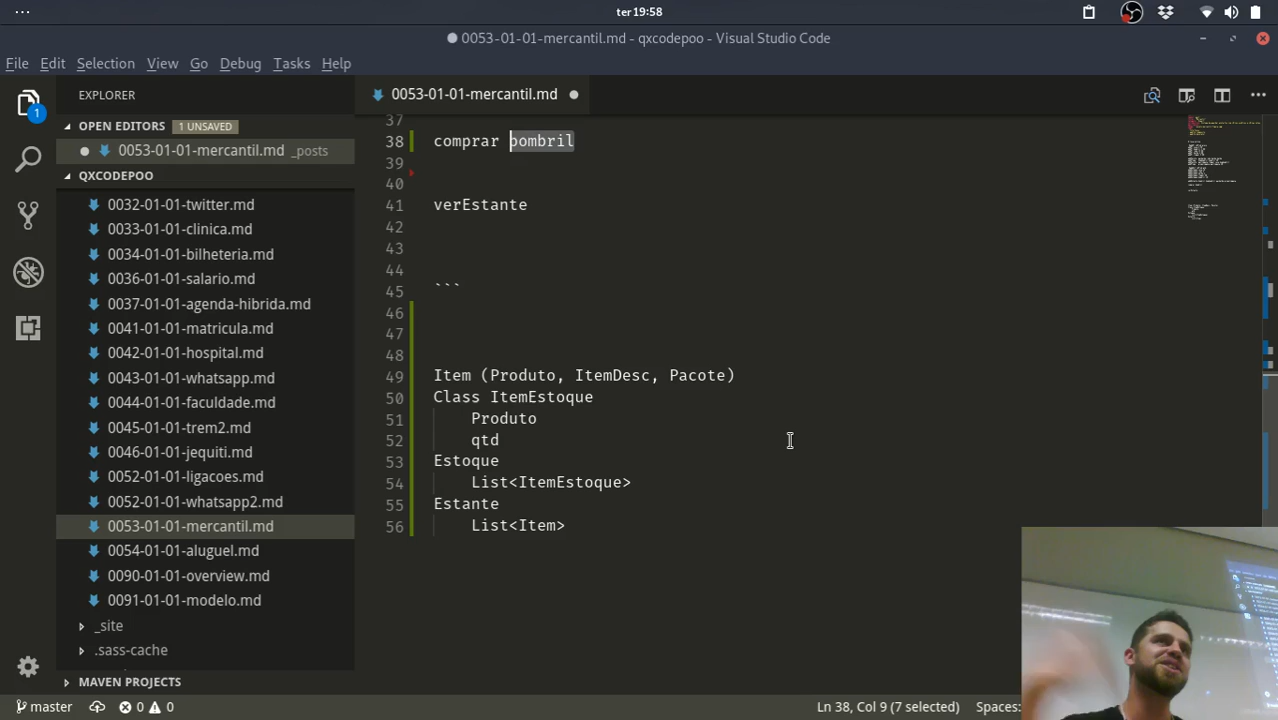 ter 19:58
0053-01-01-mercantil.md - qxcodepoo - Visual Studio Code
File Edit Selection View Go Debug Tasks Help
EXPLORER
0053-01-01-mercantil.md
OPEN EDITORS 1 UNSAVED
0053-01-01-mercantil.md _posts
QXCODEPOO
0032-01-01-twitter.md
0033-01-01-clinica.md
0034-01-01-bilheteria.md
0036-01-01-salario.md
0037-01-01-agenda-hibrida.md
0041-01-01-matricula.md
0042-01-01-hospital.md
0043-01-01-whatsapp.md
0044-01-01-faculdade.md
0045-01-01-trem2.md
0046-01-01-jequiti.md
0052-01-01-ligacoes.md
0052-01-01-whatsapp2.md
0053-01-01-mercantil.md
0054-01-01-aluguel.md
0090-01-01-overview.md
0091-01-01-modelo.md
_site
.sass-cache
MAVEN PROJECTS
1
37
38 comprar bombril
39
40
41 verEstante
42
43
44
45 ```
46
47
48
49 Item (Produto, ItemDesc, Pacote)
50 Class ItemEstoque
51 Produto
52 qtd
53 Estoque
54 List<ItemEstoque>
55 Estante
56 List<Item>
master 0 0 Ln 38, Col 9 (7 selected) Spaces: